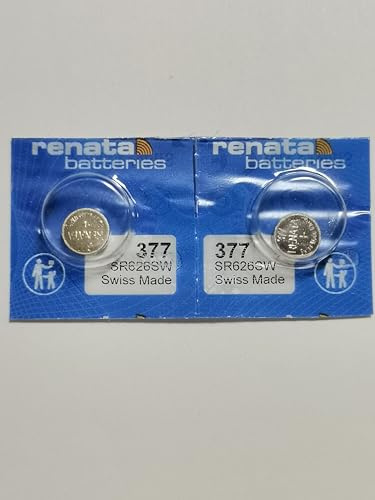 renata
batteries
377
SR626SW
Swiss Made
renata
batteries
377
SR626SW
Swiss Made